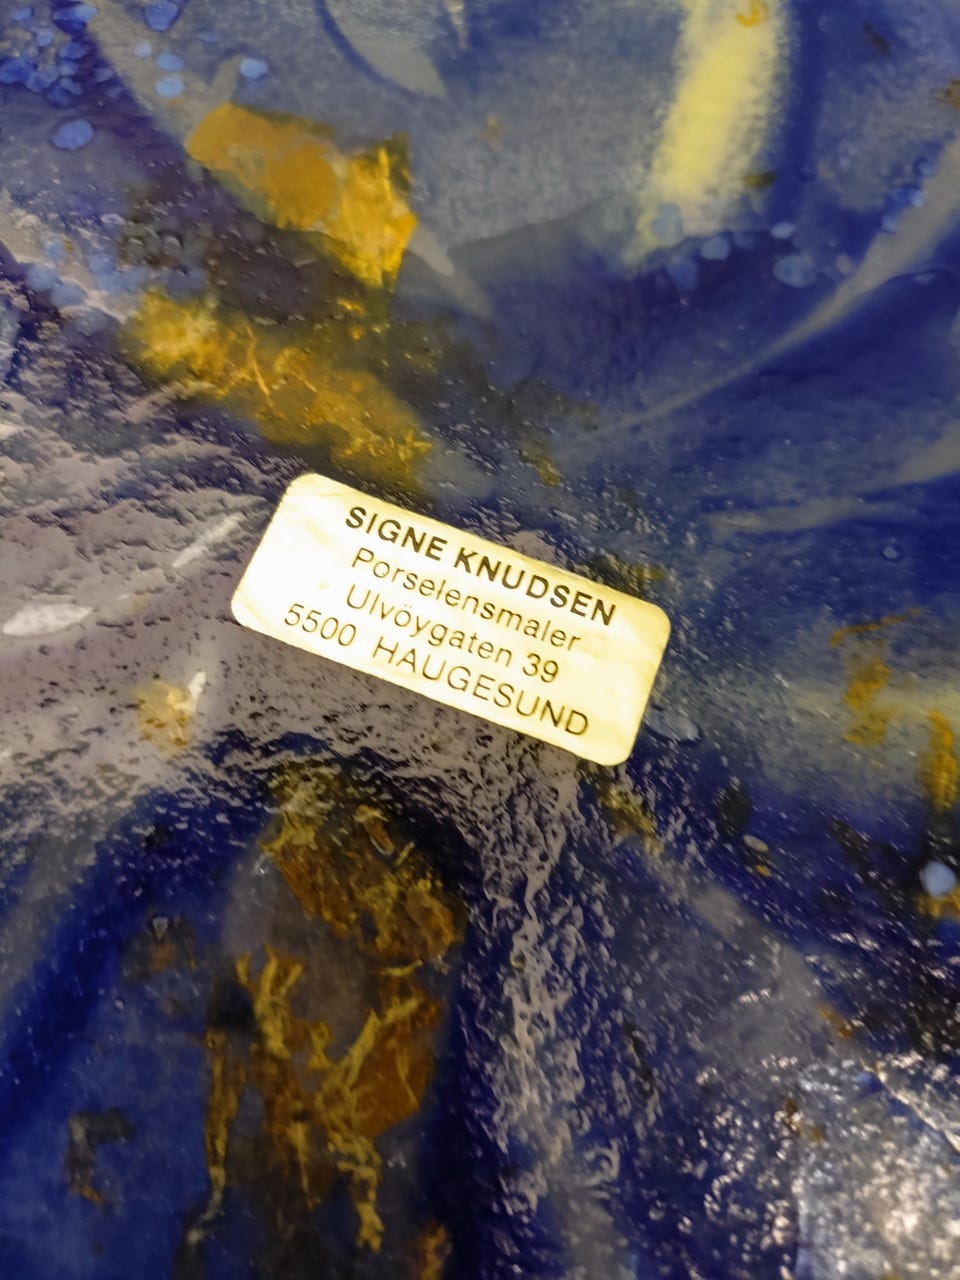 SIGNE KNUDSEN
Porselensmaler
Ulvöygaten 39
5500 HAUGESUND